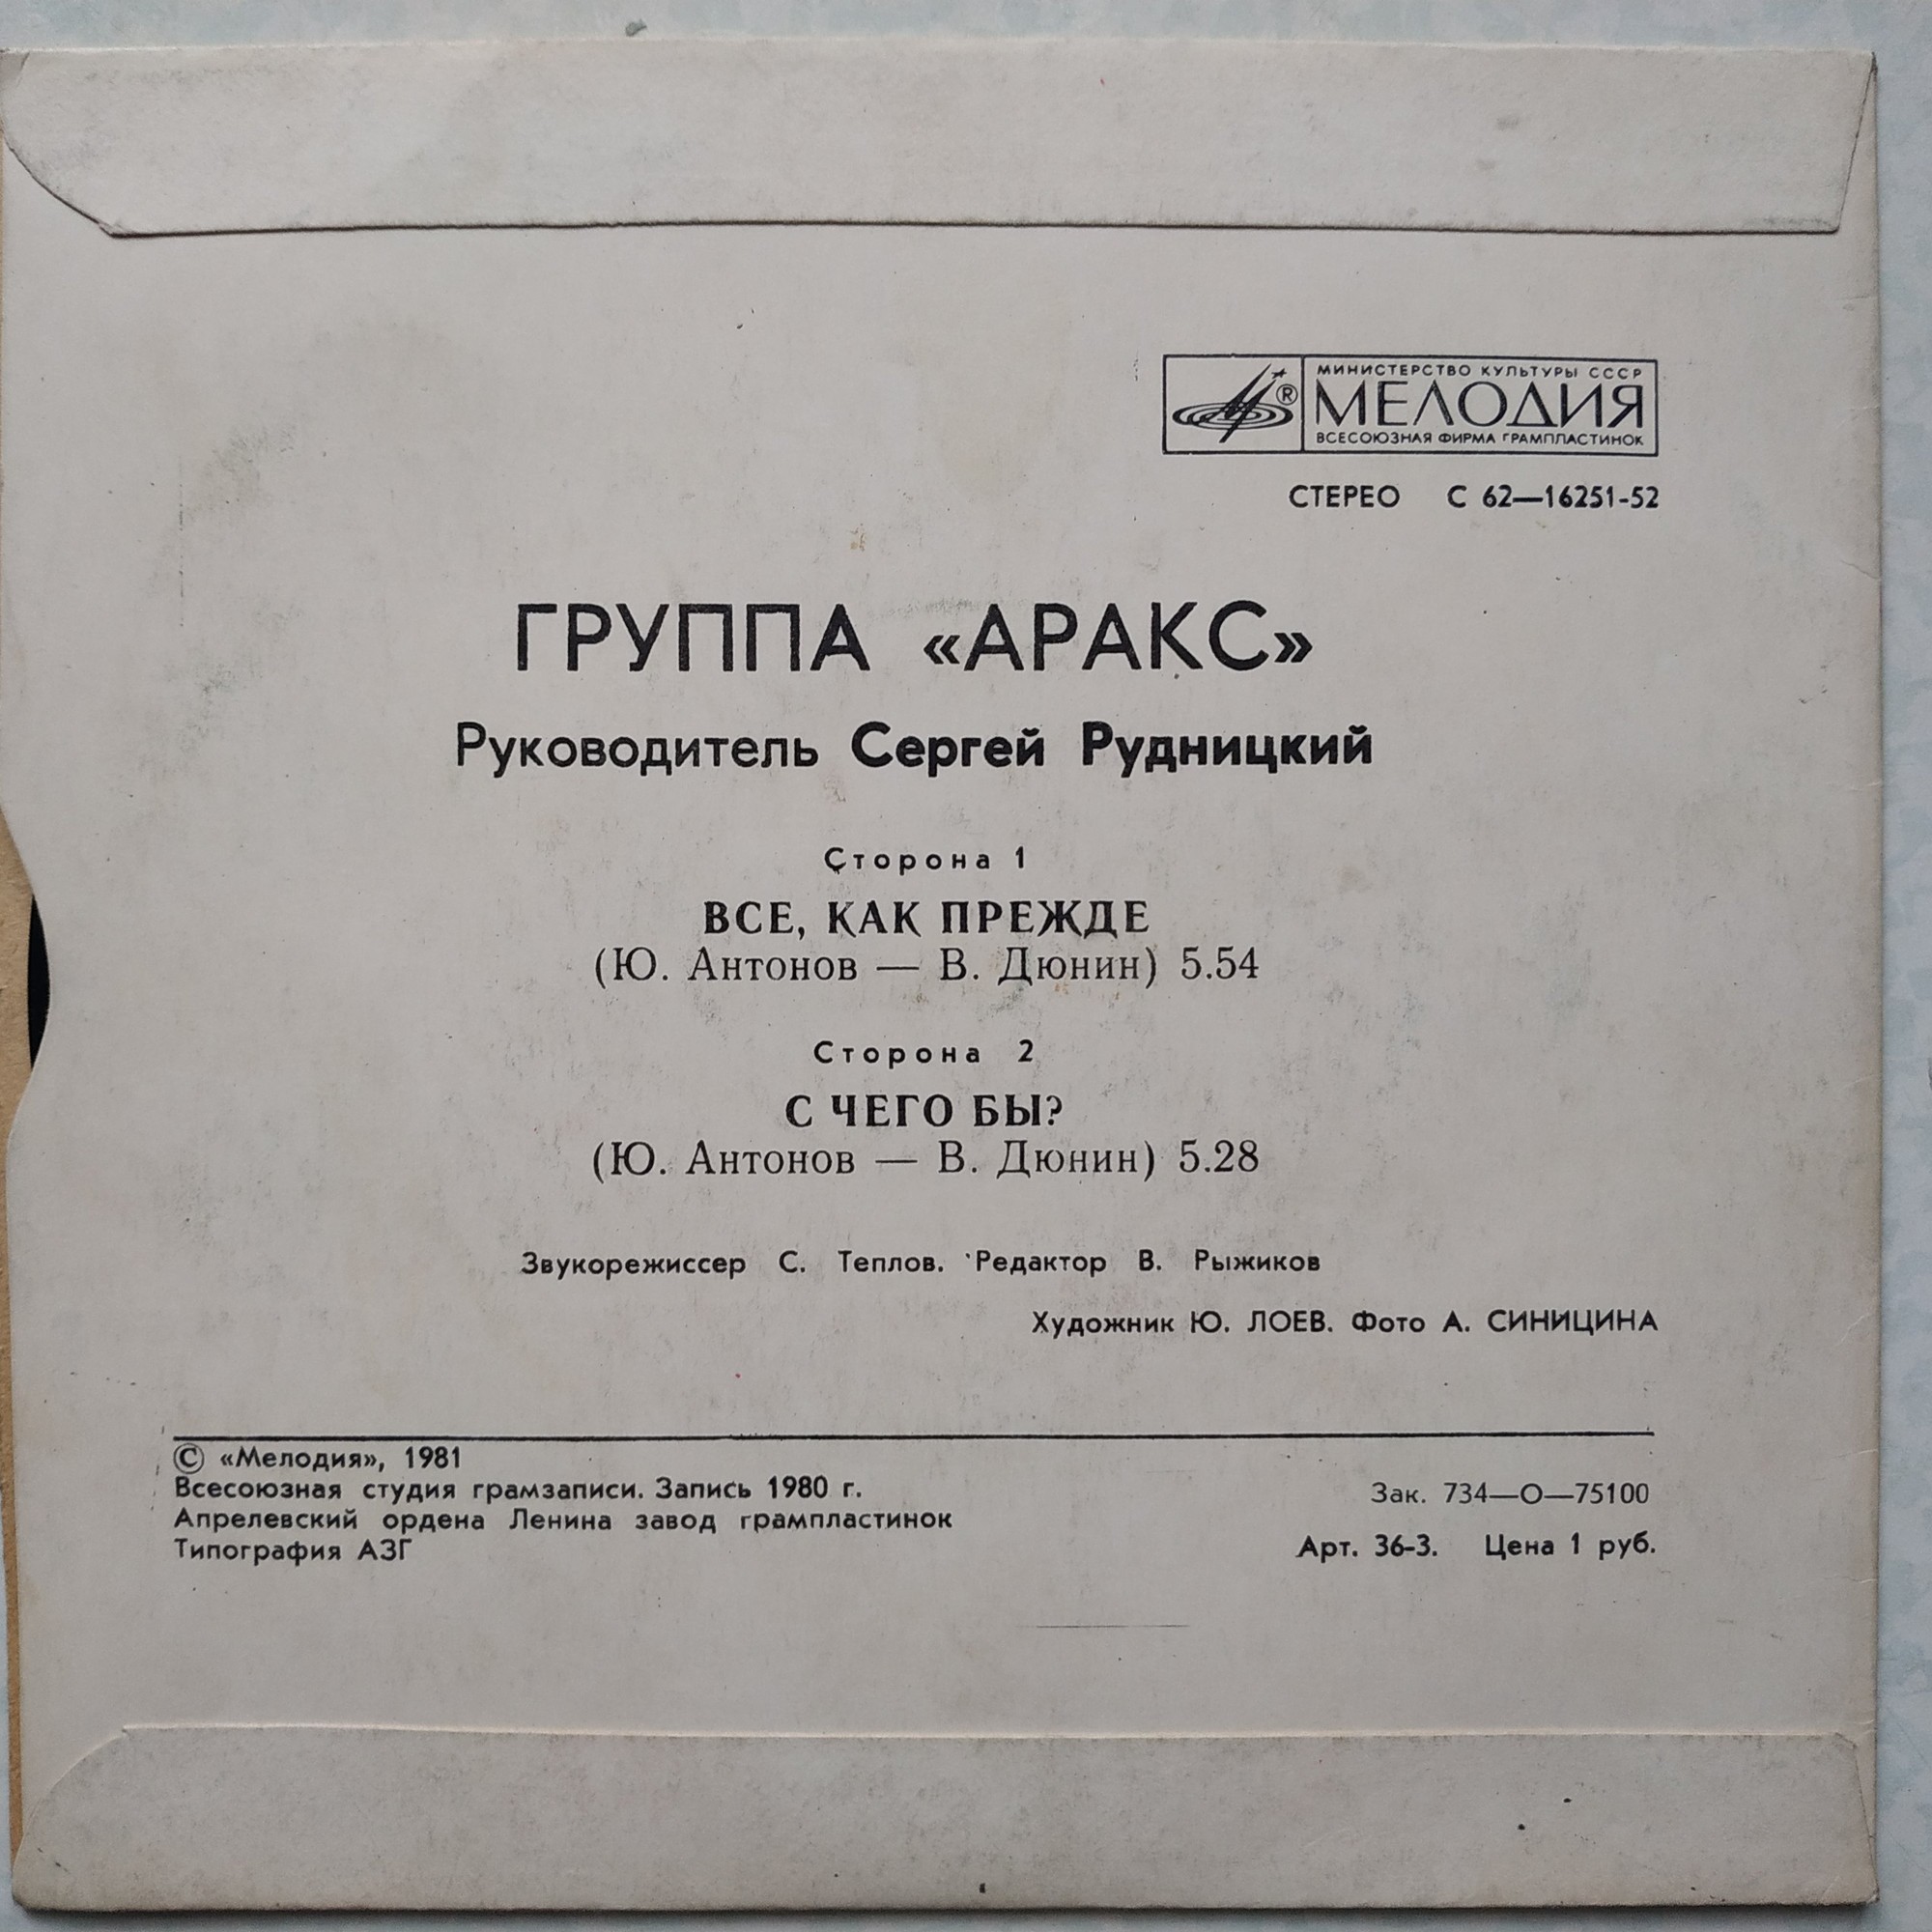 МИНИСТЕРСТВО КУЛЬТУРЫ СССР
МЕЛОДИЯ
ВСЕСОЮЗНАЯ ФИРМА ГРАМПЛАСТИНОК
СТЕРЕО С 62—16251-52
ГРУППА «АРАКС»
Руководитель Сергей Рудницкий
Сторона 1
ВСЕ, КАК ПРЕЖДЕ
(Ю. Антонов — В. Дюнин) 5.54
Сторона 2
С ЧЕГО БЫ?
(Ю. Антонов — В. Дюнин) 5.28
Звукорежиссер С. Теплов. Редактор В. Рыжиков
Художник Ю. ЛОЕВ. Фото А. СИНИЦИНА
© «Мелодия», 1981
Всесоюзная студия грамзаписи. Запись 1980 г.
Апрелевский ордена Ленина завод грампластинок
Типография АЗГ
Зак. 734—О—75100
Арт. 36-3. Цена 1 руб.